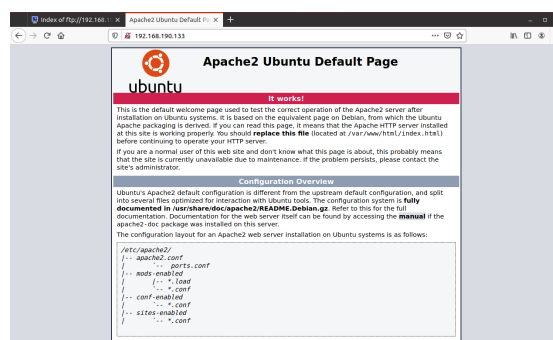 Index of ftp://192.168.1
Apache2 Ubuntu Default Pa
192.168.190.133
ubuntu
Apache2 Ubuntu Default Page
It works!
This is the default welcome page used to test the correct operation of the Apache2 server after
installation on Ubuntu systems. It is based on the equivalent page on Debian, from which the Ubuntu
Apache packaging is derived. If you can read this page, it means that the Apache HTTP server installed
at this site is working properly. You should replace this file (located at /var/www/html/index.html)
before continuing to operate your HTTP server.
If you are a normal user of this web site and don't know what this page is about, this probably means
that the site is currently unavailable due to maintenance. If the problem persists, please contact the
site's administrator.
Configuration Overview
Ubuntu's Apache2 default configuration is different from the upstream default configuration, and split
into several files optimized for interaction with Ubuntu tools. The configuration system is fully
documented in /usr/share/doc/apache2/README.Debian.gz. Refer to this for the full
documentation. Documentation for the web server itself can be found by accessing the manual if the
apache2-doc package was installed on this server.
The configuration layout for an Apache2 web server installation on Ubuntu systems is as follows:
/etc/apache2/
|-- apache2.conf
|       `--  ports.conf
|-- mods-enabled
|       |-- *.load
|       `-- *.conf
|-- conf-enabled
|       `-- *.conf
|-- sites-enabled
|       `-- *.conf